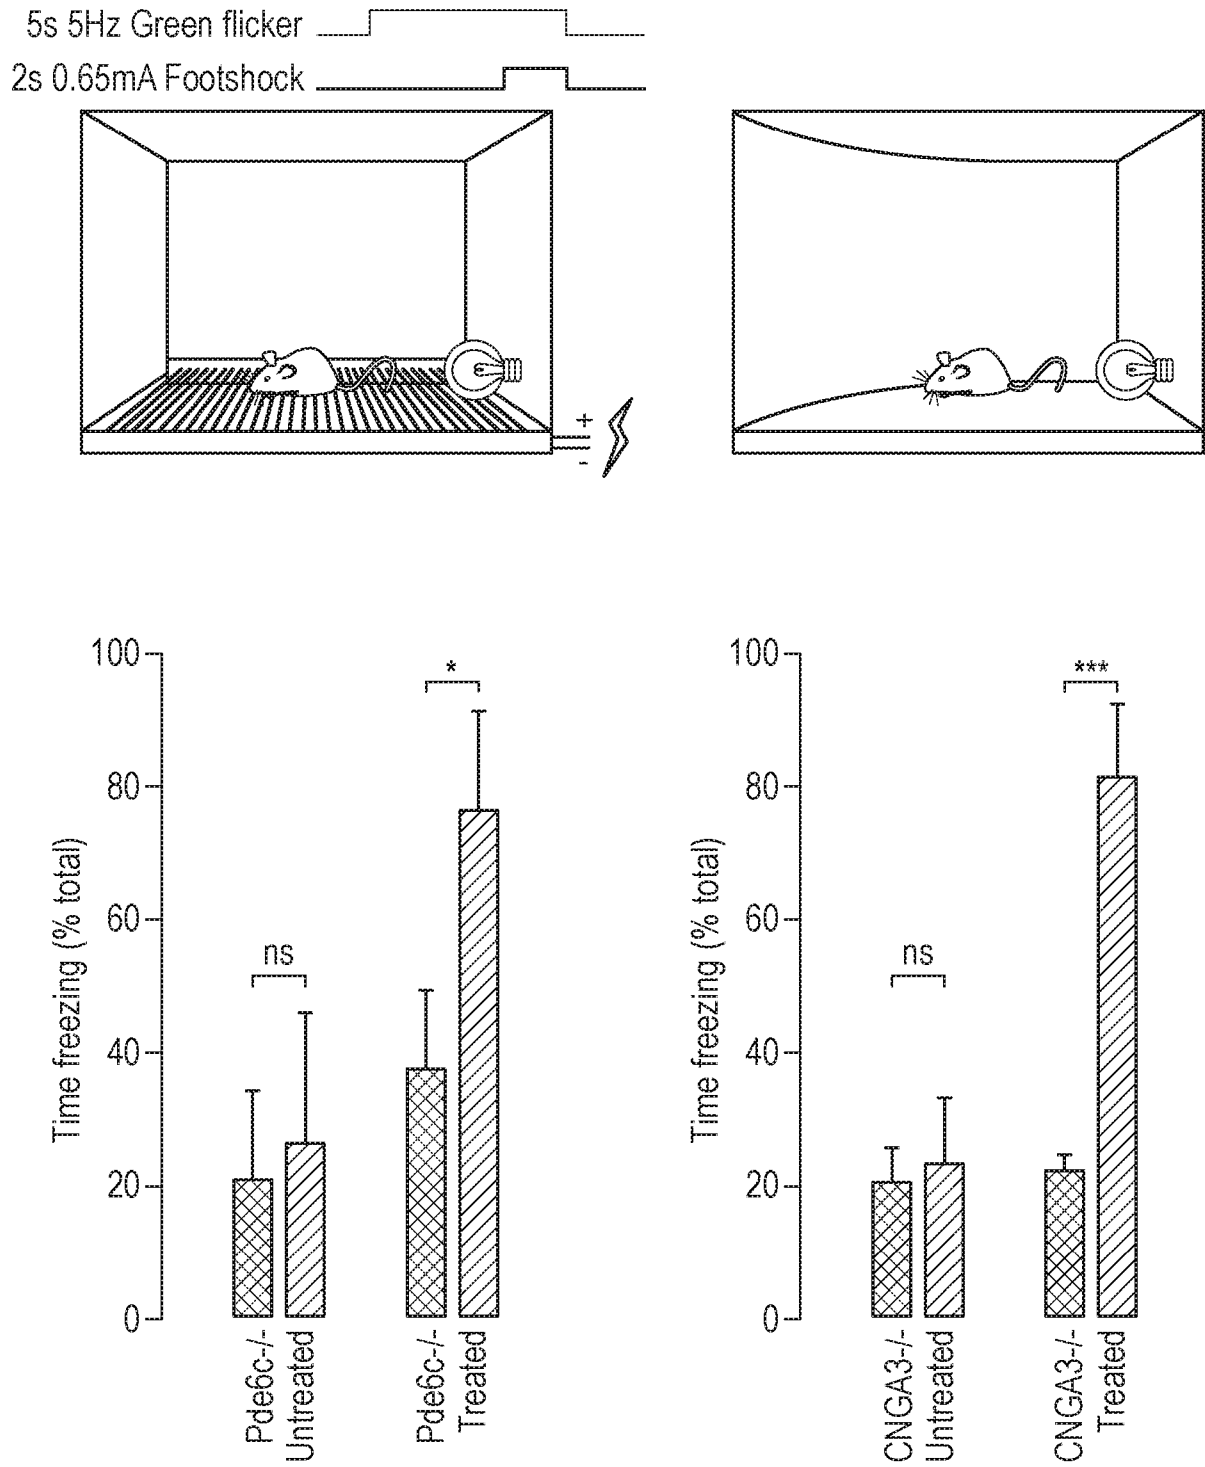 5s 5Hz Green flicker
2s 0.65mA Footshock
+
-
100
80
60
40
20
0
Time freezing (% total)
ns
*
Pde6c-/-
Untreated
Pde6c-/-
Treated
100
80
60
40
20
0
Time freezing (% total)
ns
***
CNGA3-/-
Untreated
CNGA3-/-
Treated